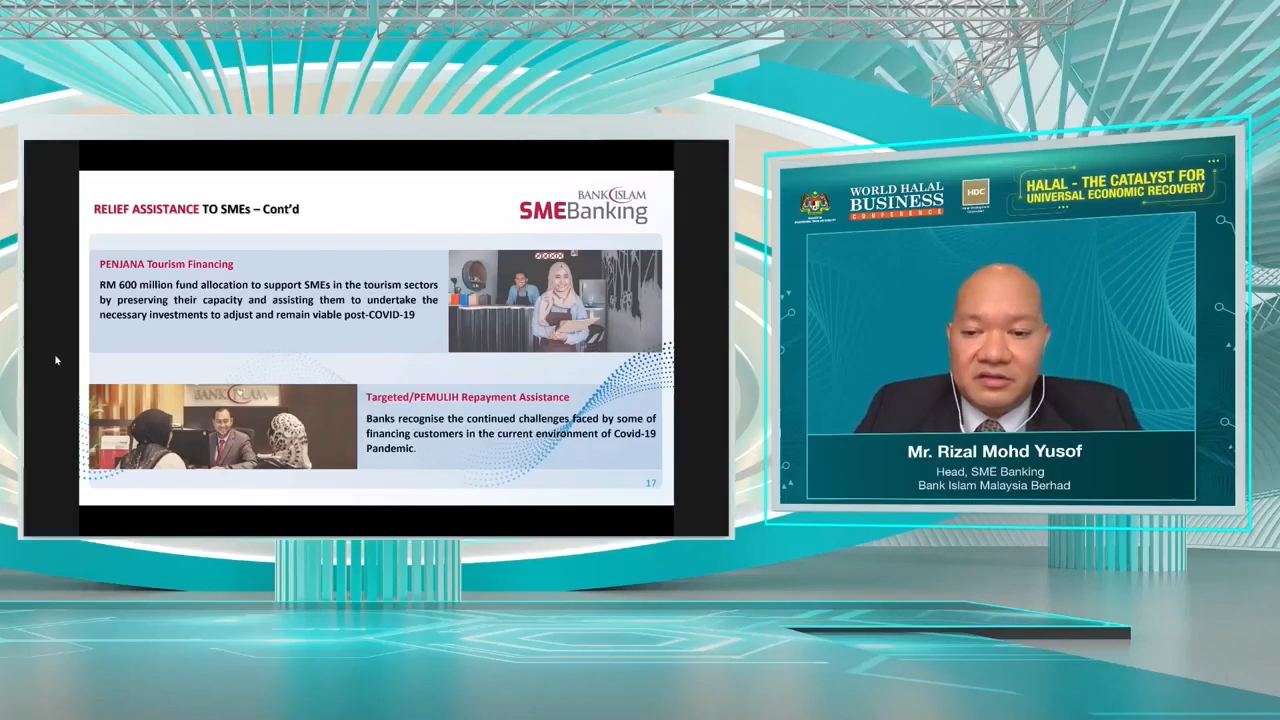 RELIEF ASSISTANCE TO SMEs – Cont'd
BANK ISLAM
SMEBanking
PENJANA Tourism Financing
RM 600 million fund allocation to support SMEs in the tourism sectors
by preserving their capacity and assisting them to undertake the
necessary investments to adjust and remain viable post-COVID-19
BANK ISLAM
Targeted/PEMULIH Repayment Assistance
Banks recognise the continued challenges faced by some of
financing customers in the current environment of Covid-19
Pandemic.
17
WORLD HALAL
BUSINESS
CONFERENCE
HDC
HALAL - THE CATALYST FOR
UNIVERSAL ECONOMIC RECOVERY
Mr. Rizal Mohd Yusof
Head, SME Banking
Bank Islam Malaysia Berhad